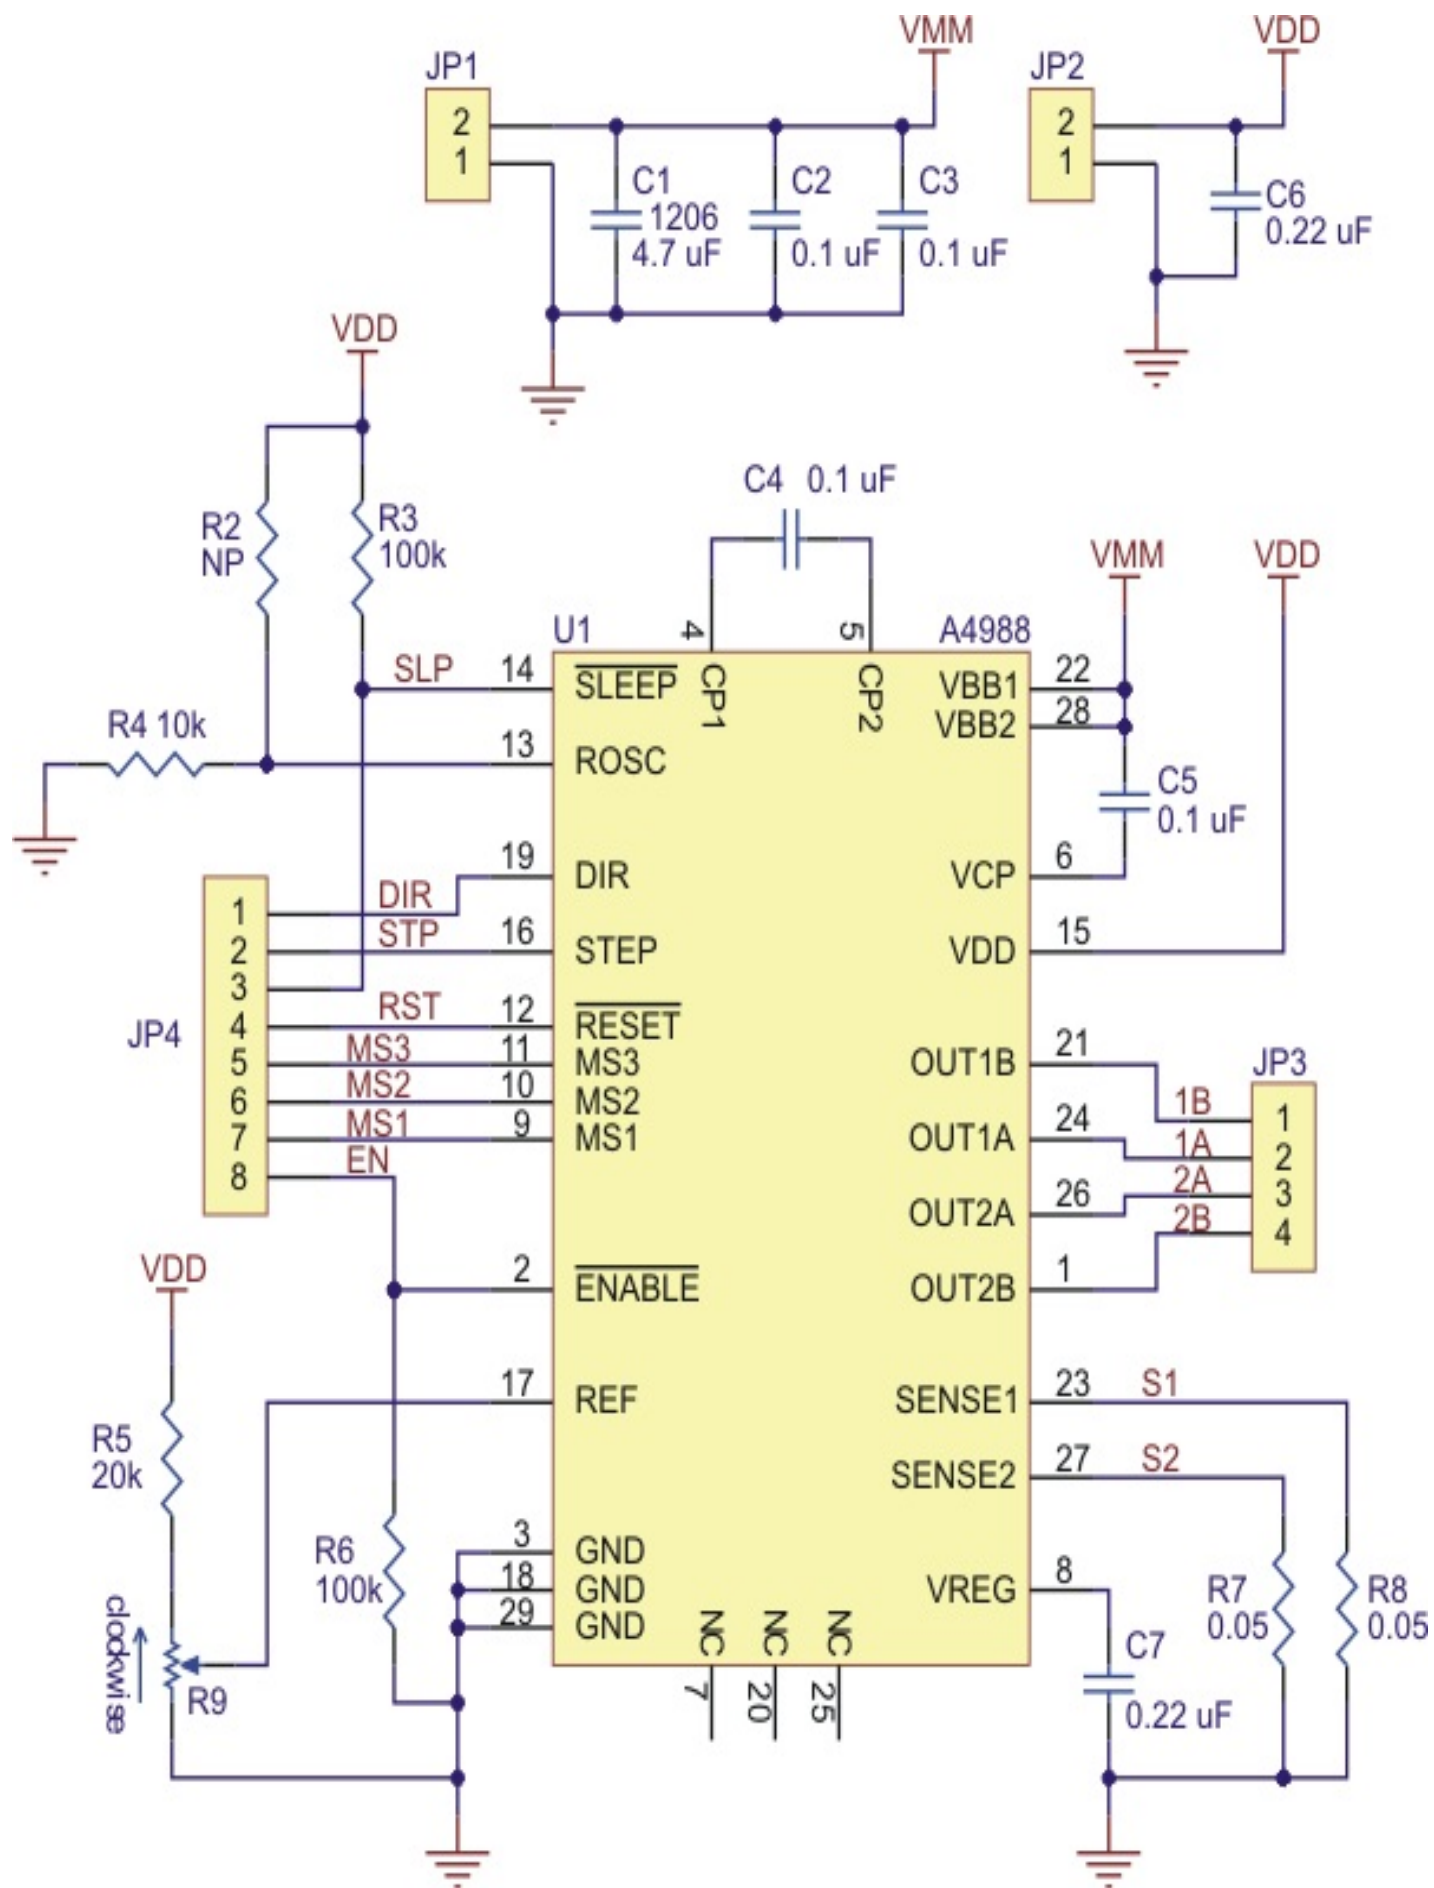 VMM
VDD
JP1
JP2
2
1
2
1
C1
1206
4.7 uF
C2
0.1 uF
C3
0.1 uF
C6
0.22 uF
VDD
R2
NP
R3
100k
C4 0.1 uF
VMM
VDD
U1
A4988
4
5
CP1
CP2
SLP
14
SLEEP
R4 10k
13
ROSC
VBB1
22
VBB2
28
C5
0.1 uF
VCP
6
VDD
15
JP4
1
2
3
4
5
6
7
8
DIR
STP
RST
MS3
MS2
MS1
EN
19
DIR
16
STEP
12
RESET
11
MS3
10
MS2
9
MS1
OUT1B
21
OUT1A
24
OUT2A
26
OUT2B
1
1B
1A
2A
2B
JP3
1
2
3
4
2
ENABLE
VDD
17
REF
R5
20k
SENSE1
23
S1
SENSE2
27
S2
R6
100k
3
GND
18
GND
29
GND
clockwise
R9
NC
NC
NC
7
20
25
VREG
8
C7
0.22 uF
R7
0.05
R8
0.05